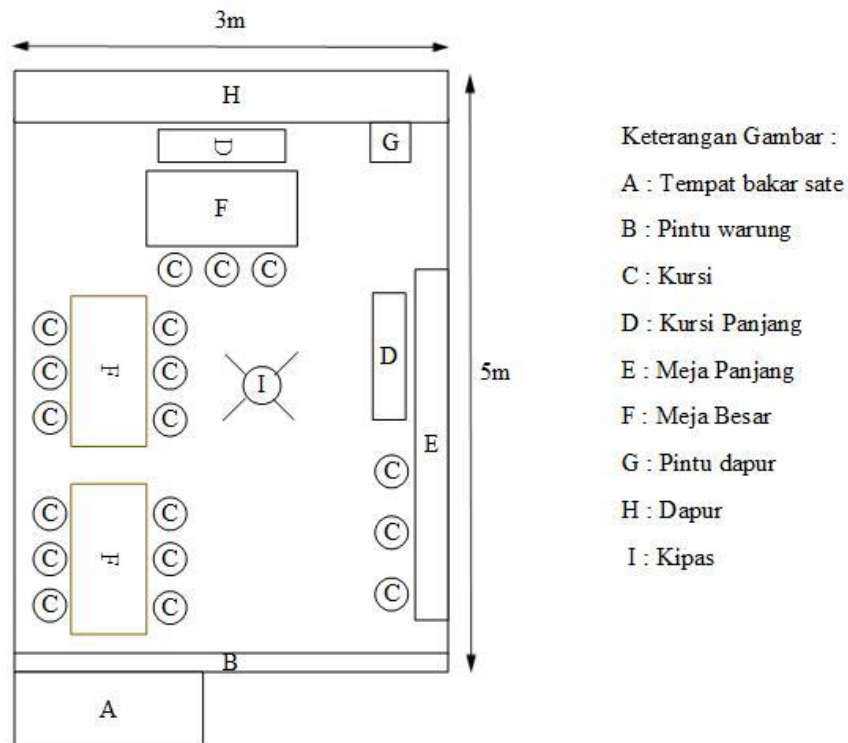 3m
H
D
G
F
C C C
C C
F
C C
C C
I
D
5m
E
C
C C
F
C C
C C
C
C
B
A
Keterangan Gambar :
A : Tempat bakar sate
B : Pintu warung
C : Kursi
D : Kursi Panjang
E : Meja Panjang
F : Meja Besar
G : Pintu dapur
H : Dapur
I : Kipas